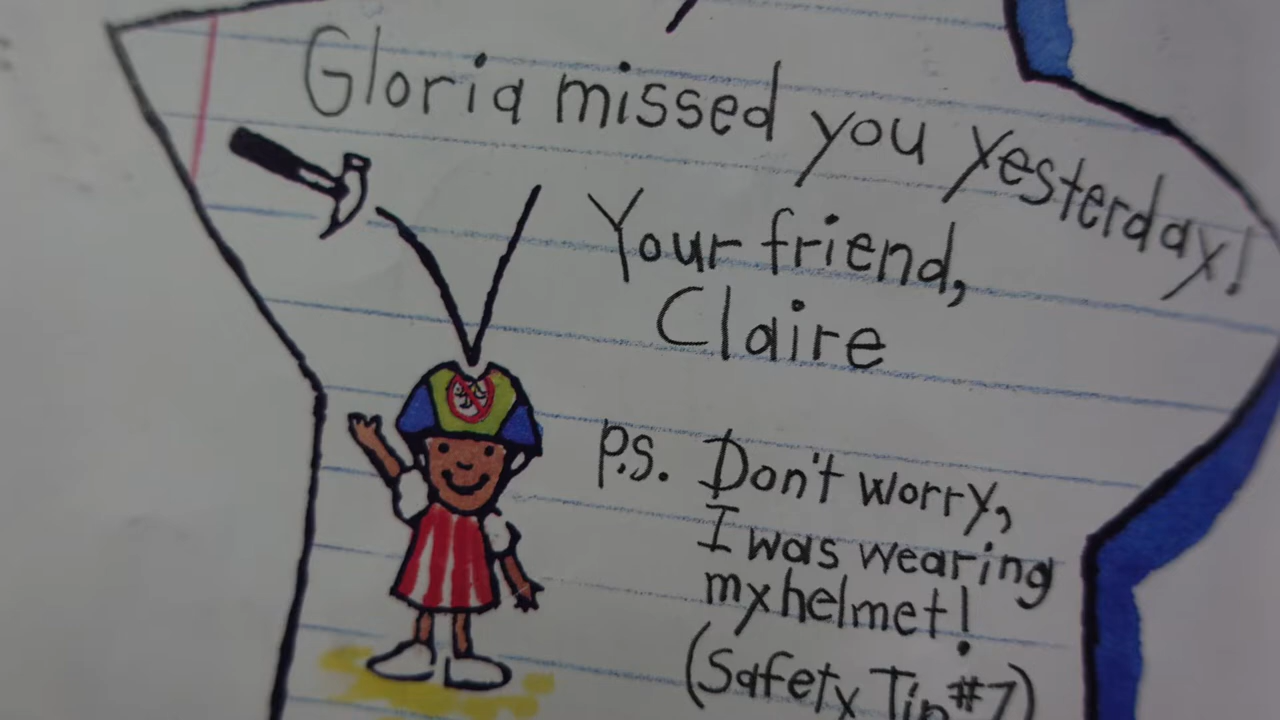 Gloria missed you yesterday!
Your friend,
Claire
P.S. Don't worry,
I was wearing
my helmet!
(Safety Tip #7)